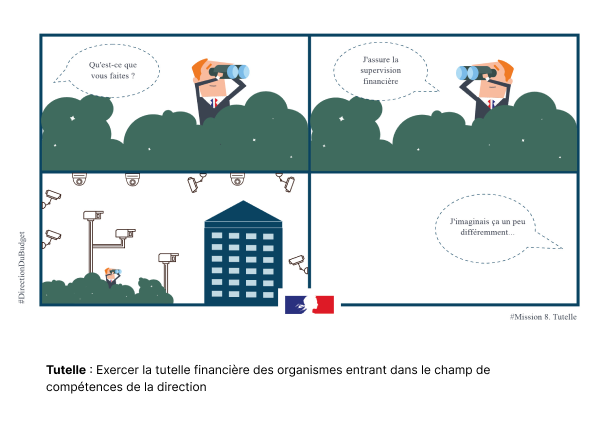 Qu'est-ce que
vous faites ?
J'assure la
supervision
financière
J'imaginais ça un peu
différemment...
#DirectionDuBudget
#Mission 8. Tutelle
Tutelle : Exercer la tutelle financière des organismes entrant dans le champ de
compétences de la direction